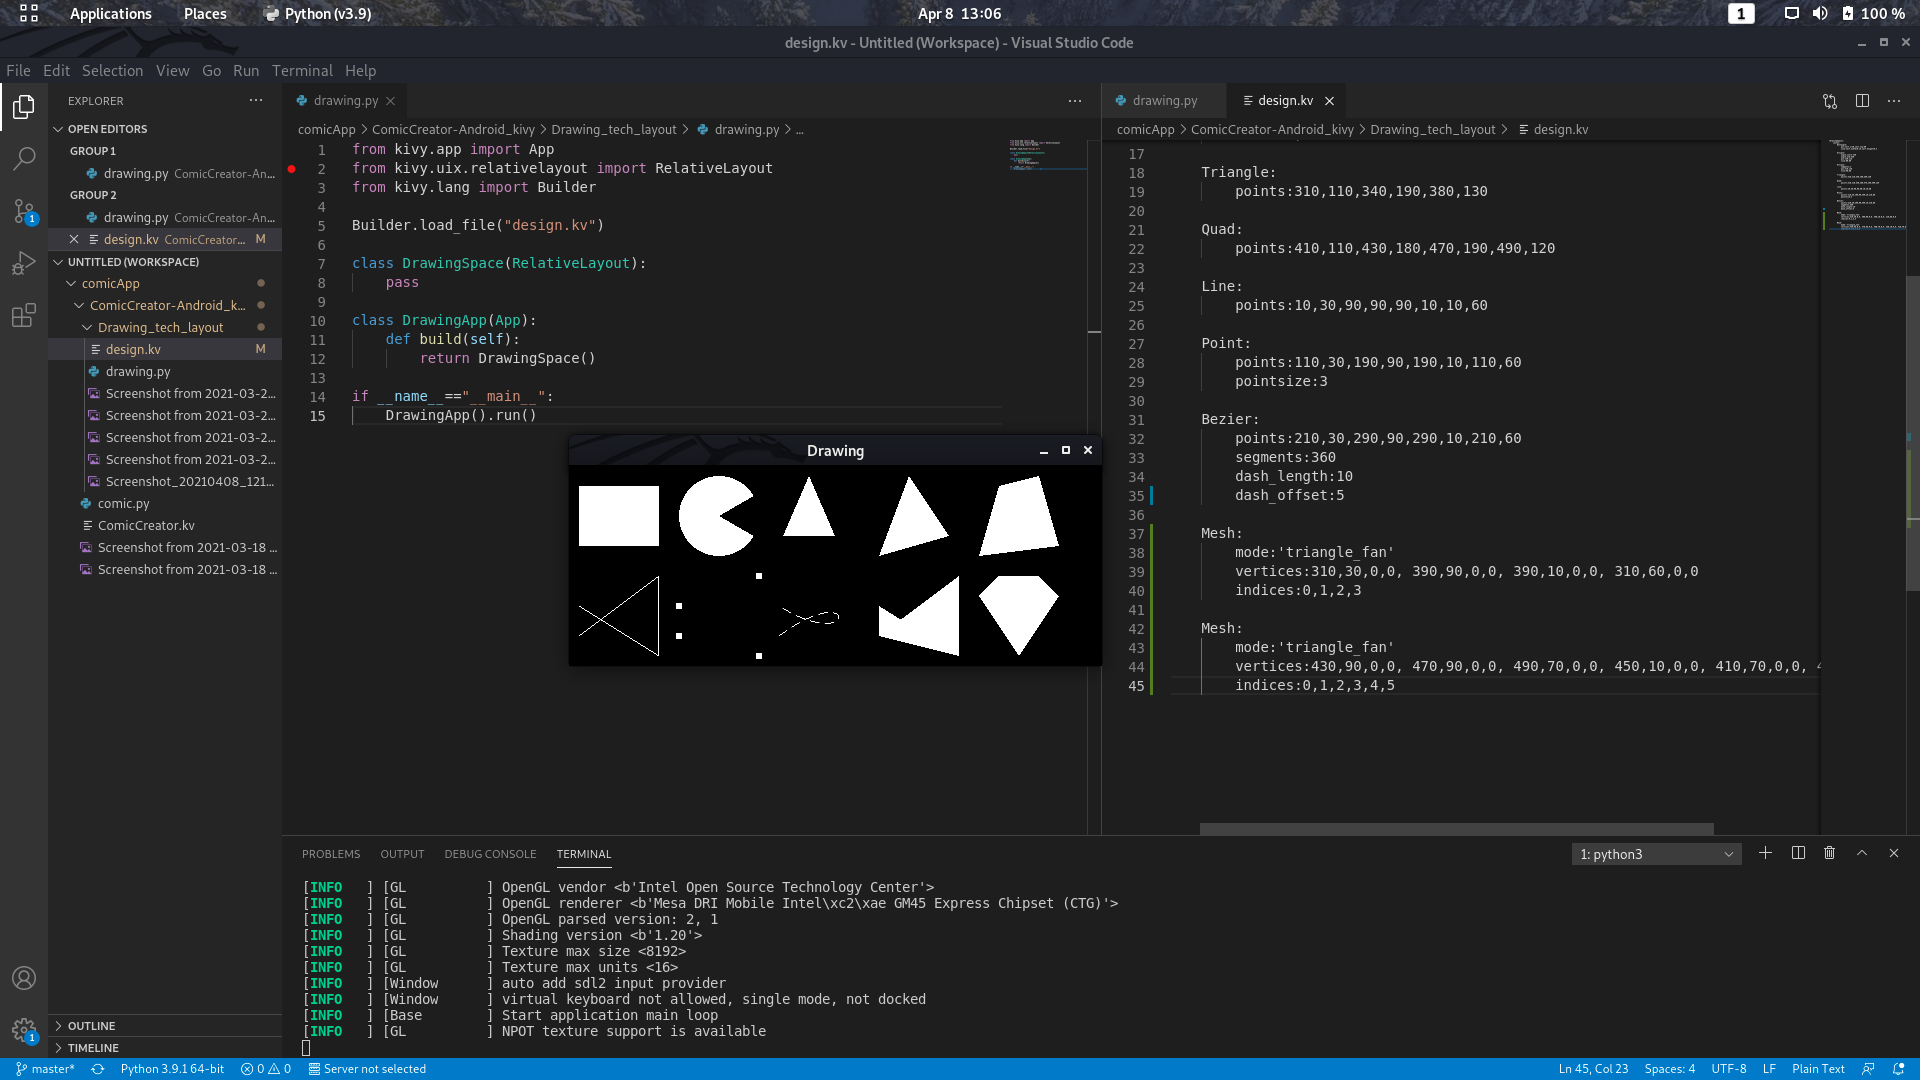 Applications Places Python (v3.9) Apr 8 13:06 1 100 %
design.kv - Untitled (Workspace) - Visual Studio Code
File Edit Selection View Go Run Terminal Help
EXPLORER
OPEN EDITORS
GROUP 1
drawing.py ComicCreator-An...
GROUP 2
drawing.py ComicCreator-An...
design.kv ComicCreator... M
UNTITLED (WORKSPACE)
comicApp
ComicCreator-Android_k...
Drawing_tech_layout
design.kv M
drawing.py
Screenshot from 2021-03-2...
Screenshot from 2021-03-2...
Screenshot from 2021-03-2...
Screenshot from 2021-03-2...
Screenshot_20210408_121...
comic.py
ComicCreator.kv
Screenshot from 2021-03-18 ...
Screenshot from 2021-03-18 ...
OUTLINE
TIMELINE
1
1
drawing.py
comicApp > ComicCreator-Android_kivy > Drawing_tech_layout > drawing.py > ...
1 from kivy.app import App
2 from kivy.uix.relativelayout import RelativeLayout
3 from kivy.lang import Builder
4
5 Builder.load_file("design.kv")
6
7 class DrawingSpace(RelativeLayout):
8 pass
9
10 class DrawingApp(App):
11 def build(self):
12 return DrawingSpace()
13
14 if __name__=="__main__":
15 DrawingApp().run()
Drawing
drawing.py design.kv
comicApp > ComicCreator-Android_kivy > Drawing_tech_layout > design.kv
17
18 Triangle:
19 points:310,110,340,190,380,130
20
21 Quad:
22 points:410,110,430,180,470,190,490,120
23
24 Line:
25 points:10,30,90,90,90,10,10,60
26
27 Point:
28 points:110,30,190,90,190,10,110,60
29 pointsize:3
30
31 Bezier:
32 points:210,30,290,90,290,10,210,60
33 segments:360
34 dash_length:10
35 dash_offset:5
36
37 Mesh:
38 mode:'triangle_fan'
39 vertices:310,30,0,0, 390,90,0,0, 390,10,0,0, 310,60,0,0
40 indices:0,1,2,3
41
42 Mesh:
43 mode:'triangle_fan'
44 vertices:430,90,0,0, 470,90,0,0, 490,70,0,0, 450,10,0,0, 410,70,0,0,
45 indices:0,1,2,3,4,5
PROBLEMS OUTPUT DEBUG CONSOLE TERMINAL 1: python3
[INFO ] [GL ] OpenGL vendor <b'Intel Open Source Technology Center'>
[INFO ] [GL ] OpenGL renderer <b'Mesa DRI Mobile Intel\xc2\xae GM45 Express Chipset (CTG)'>
[INFO ] [GL ] OpenGL parsed version: 2, 1
[INFO ] [GL ] Shading version <b'1.20'>
[INFO ] [GL ] Texture max size <8192>
[INFO ] [GL ] Texture max units <16>
[INFO ] [Window ] auto add sdl2 input provider
[INFO ] [Window ] virtual keyboard not allowed, single mode, not docked
[INFO ] [Base ] Start application main loop
[INFO ] [GL ] NPOT texture support is available
master* Python 3.9.1 64-bit 0 0 Server not selected Ln 45, Col 23 Spaces: 4 UTF-8 LF Plain Text